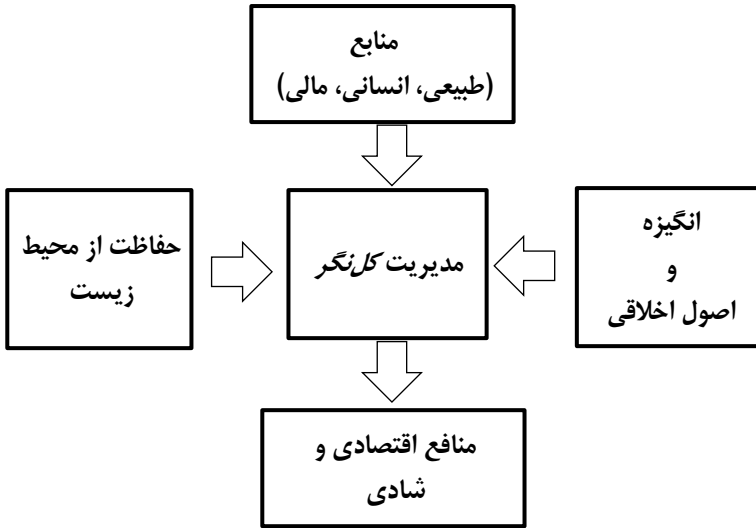 منابع
(طبیعی، انسانی، مالی)
انگیزه
و
اصول اخلاقی
مدیریت کل‌نگر
حفاظت از محیط
زیست
منافع اقتصادی و
شادی